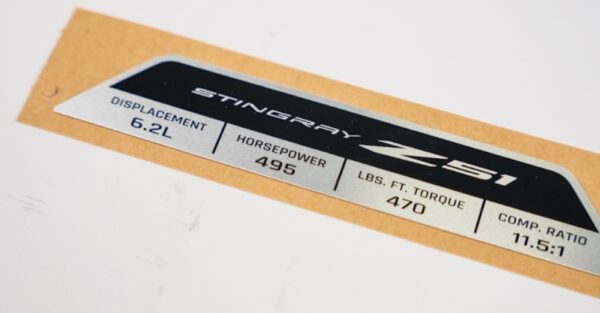 STINGRAY Z51
DISPLACEMENT
6.2L
HORSEPOWER
495
LBS. FT. TORQUE
470
COMP. RATIO
11.5:1